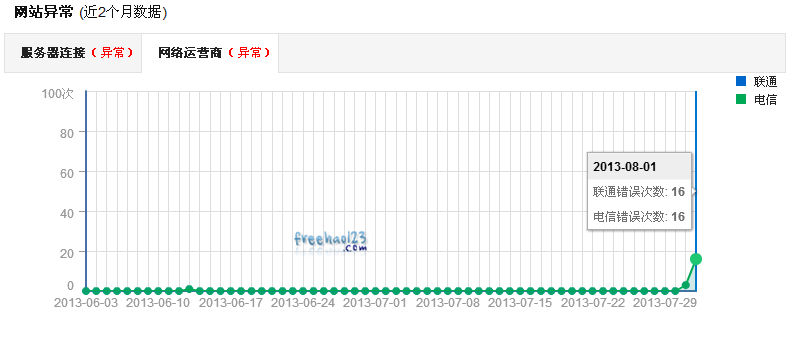 网站异常 (近2个月数据)
服务器连接（异常） 网络运营商（异常）
联通
电信
100次
80
60
40
20
0
2013-08-01
联通错误次数: 16
电信错误次数: 16
freehao123
.com
2013-06-03 2013-06-10 2013-06-17 2013-06-24 2013-07-01 2013-07-08 2013-07-15 2013-07-22 2013-07-29